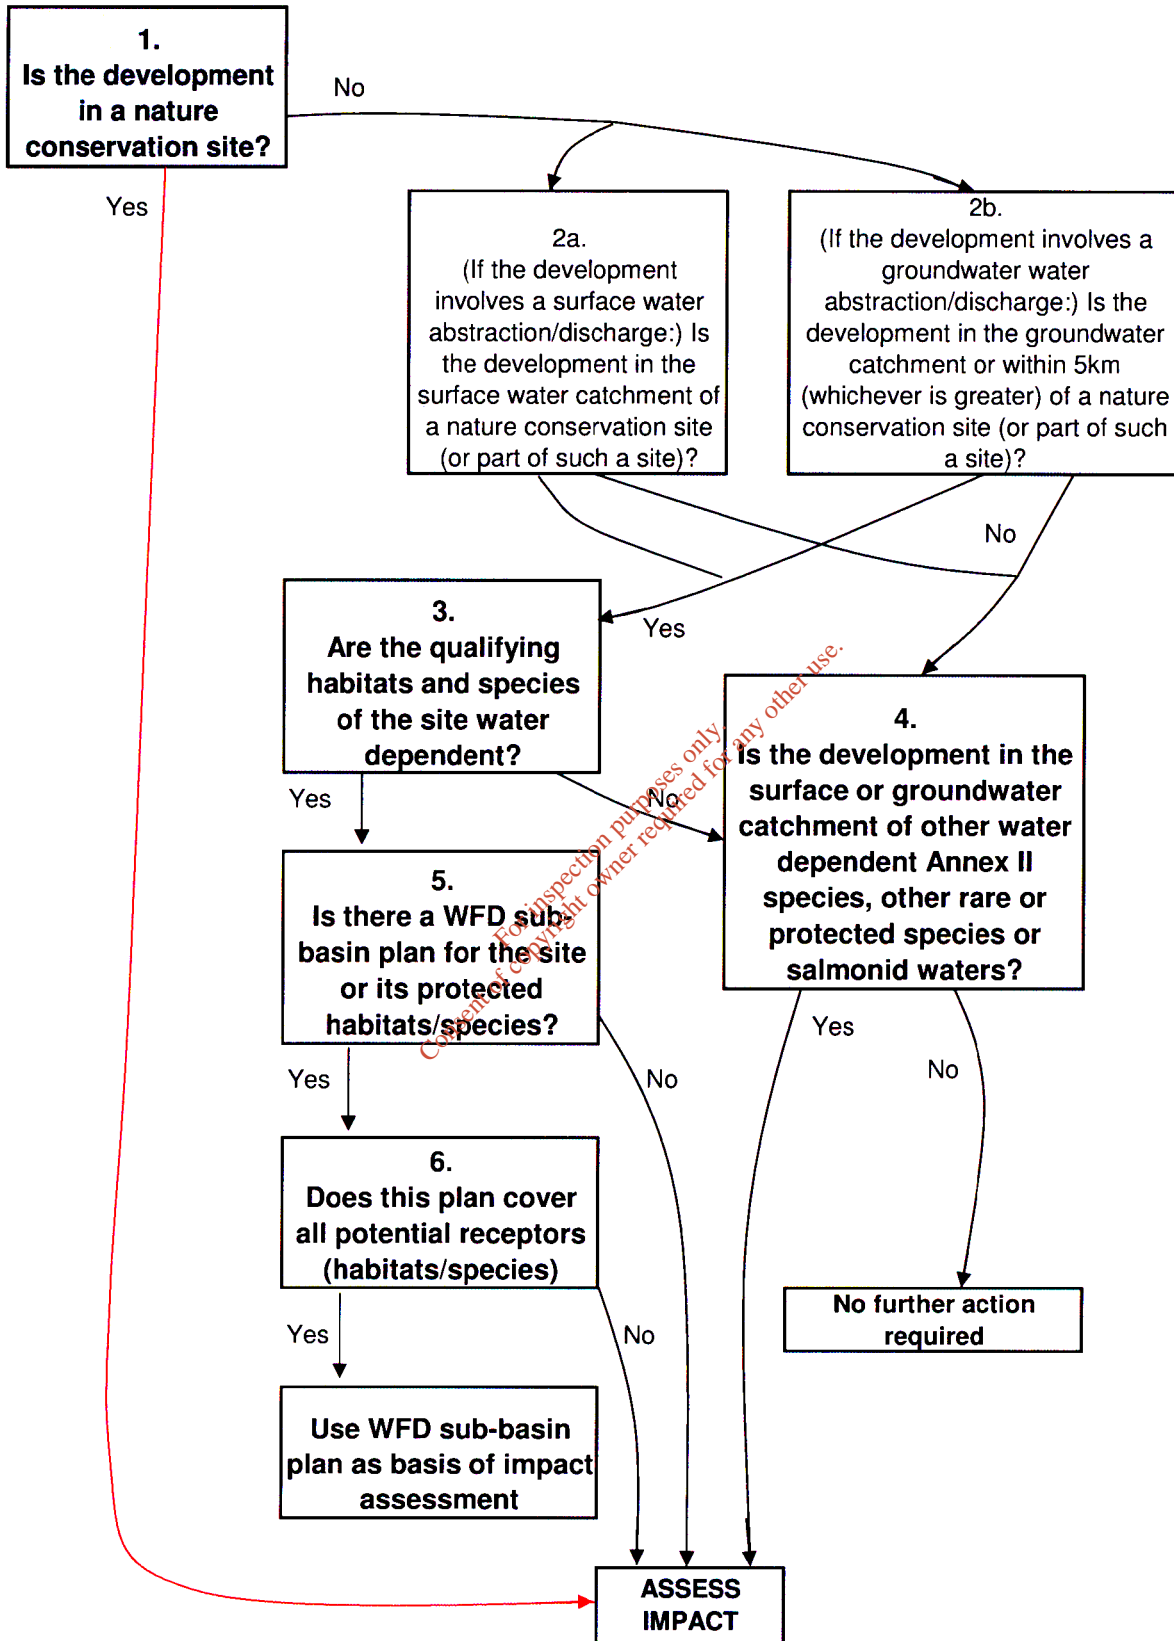 1.
Is the development
in a nature
conservation site?
No
Yes
2a.
(If the development
involves a surface water
abstraction/discharge:) Is
the development in the
surface water catchment of
a nature conservation site
(or part of such a site)?
2b.
(If the development involves a
groundwater water
abstraction/discharge:) Is the
development in the groundwater
catchment or within 5km
(whichever is greater) of a nature
conservation site (or part of such
a site)?
No
Yes
3.
Are the qualifying
habitats and species
of the site water
dependent?
Yes
No
4.
Is the development in the
surface or groundwater
catchment of other water
dependent Annex II
species, other rare or
protected species or
salmonid waters?
5.
Is there a WFD sub-
basin plan for the site
or its protected
habitats/species?
Yes
No
Yes
No
6.
Does this plan cover
all potential receptors
(habitats/species)
Yes
No
No further action
required
Use WFD sub-basin
plan as basis of impact
assessment
ASSESS
IMPACT
For inspection purposes only.
Consent of copyright owner required for any other use.